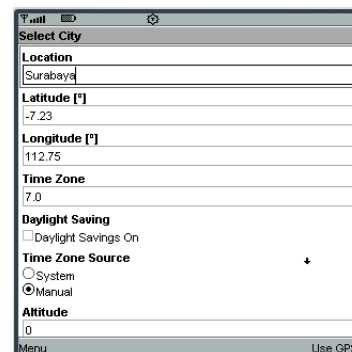 Select City
Location
Surabaya
Latitude [º]
-7.23
Longitude [º]
112.75
Time Zone
7.0
Daylight Saving
Daylight Savings On
Time Zone Source
System
Manual
Altitude
0
Menu
Use GPS